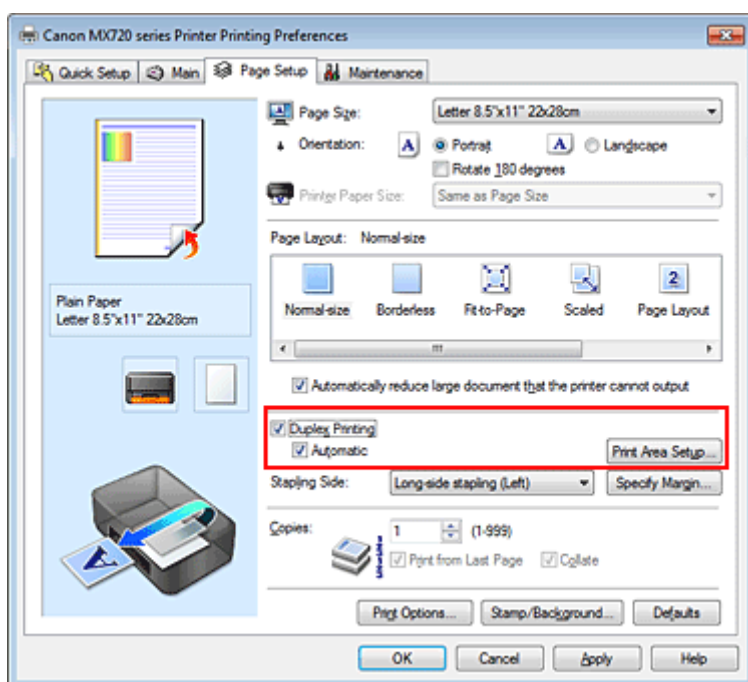 Canon MX720 series Printer Printing Preferences
Quick Setup Main Page Setup Maintenance
Page Size: Letter 8.5"x11" 22x28cm
Orientation: A Portrait A Landscape
Rotate 180 degrees
Printer Paper Size: Same as Page Size
Page Layout: Normal-size
2
Normal-size Borderless Fit-to-Page Scaled Page Layout
Plain Paper
Letter 8.5"x11" 22x28cm
Automatically reduce large document that the printer cannot output
Duplex Printing
Automatic Print Area Setup...
Stapling Side: Long-side stapling (Left) Specify Margin...
Copies: 1 (1-999)
Print from Last Page Collate
A
Print Options... Stamp/Background... Defaults
OK Cancel Apply Help